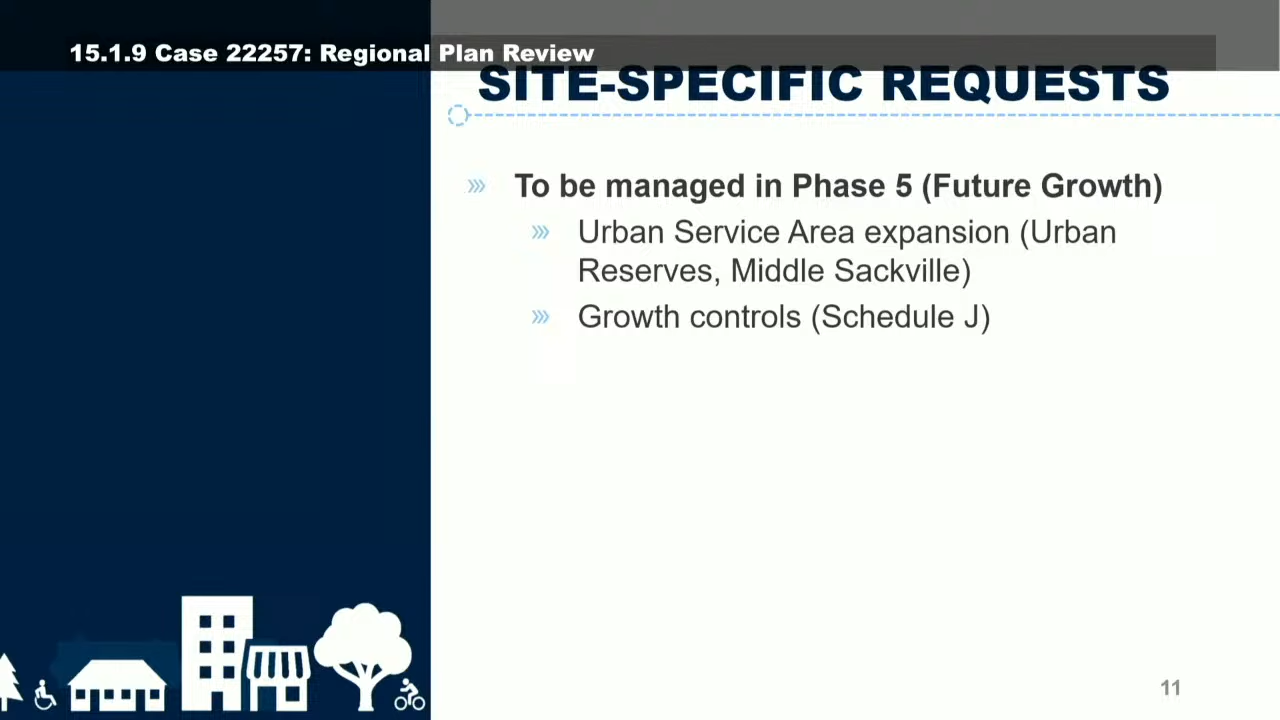 15.1.9 Case 22257: Regional Plan Review
SITE-SPECIFIC REQUESTS
To be managed in Phase 5 (Future Growth)
Urban Service Area expansion (Urban
Reserves, Middle Sackville)
Growth controls (Schedule J)
11